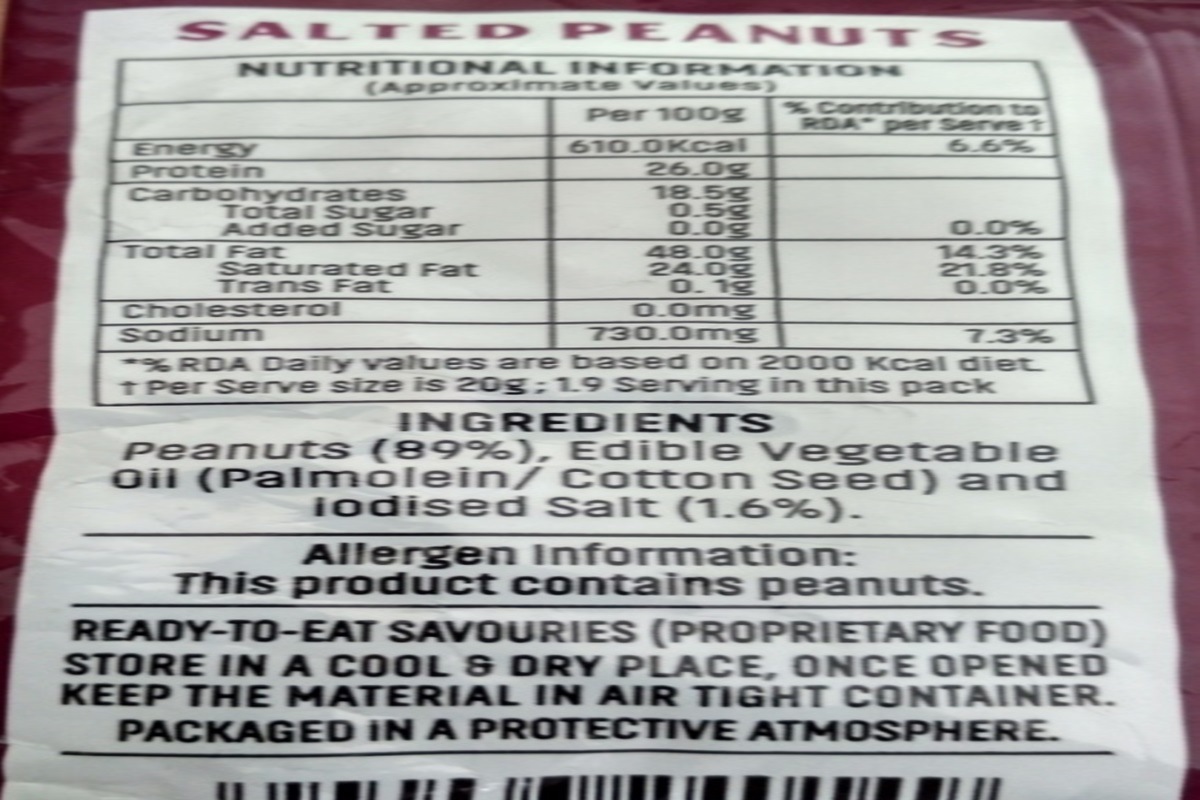 SALTED PEANUTS
NUTRITIONAL INFORMATION
(Approximate Values)
Per 100g % Contribution to RDA* per Serve †
Energy 610.0Kcal 6.6%
Protein 26.0g
Carbohydrates 18.5g
Total Sugar 0.5g
Added Sugar 0.0g 0.0%
Total Fat 48.0g 14.3%
Saturated Fat 24.0g 21.8%
Trans Fat 0.1g 0.0%
Cholesterol 0.0mg
Sodium 730.0mg 7.3%
*% RDA Daily values are based on 2000 Kcal diet.
† Per Serve size is 20g ; 1.9 Serving in this pack
INGREDIENTS
Peanuts (89%), Edible Vegetable
Oil (Palmolein/ Cotton Seed) and
Iodised Salt (1.6%).
Allergen Information:
This product contains peanuts.
READY-TO-EAT SAVOURIES (PROPRIETARY FOOD)
STORE IN A COOL & DRY PLACE, ONCE OPENED
KEEP THE MATERIAL IN AIR TIGHT CONTAINER.
PACKAGED IN A PROTECTIVE ATMOSPHERE.